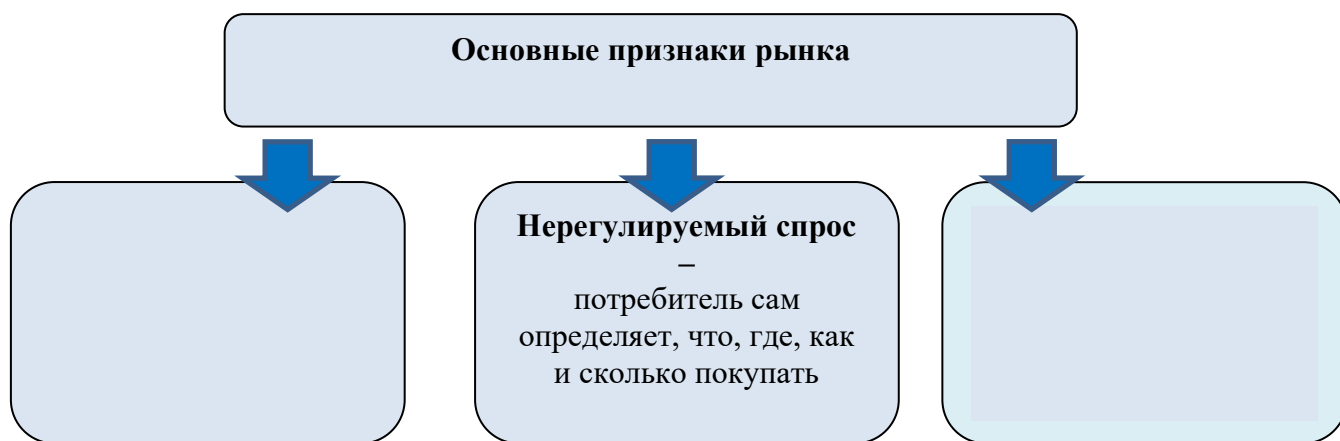 Основные признаки рынка
Нерегулируемый спрос
–
потребитель сам
определяет, что, где, как
и сколько покупать